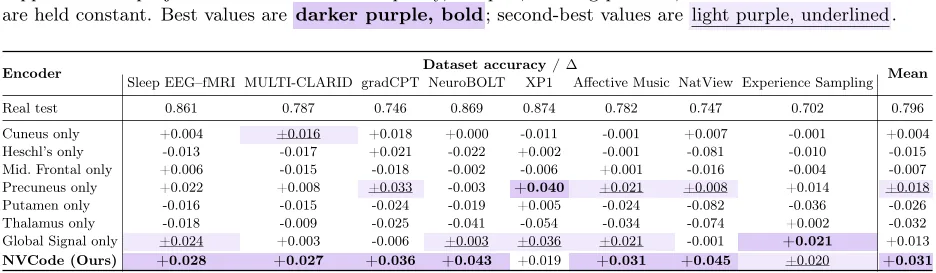 are held constant. Best values are darker purple, bold; second-best values are light purple, underlined.
Encoder Dataset accuracy / Δ Mean
Sleep EEG–fMRI MULTI-CLARID gradCPT NeuroBOLT XP1 Affective Music NatView Experience Sampling
Real test 0.861 0.787 0.746 0.869 0.874 0.782 0.747 0.702 0.796
Cuneus only +0.004 +0.016 +0.018 +0.000 -0.011 -0.001 +0.007 -0.001 +0.004
Heschl's only -0.013 -0.017 +0.021 -0.022 +0.002 -0.001 -0.081 -0.010 -0.015
Mid. Frontal only +0.006 -0.015 -0.018 -0.002 -0.006 +0.001 -0.016 -0.004 -0.007
Precuneus only +0.022 +0.008 +0.033 -0.003 +0.040 +0.021 +0.008 +0.014 +0.018
Putamen only -0.016 -0.015 -0.024 -0.019 +0.005 -0.024 -0.082 -0.036 -0.026
Thalamus only -0.018 -0.009 -0.025 -0.041 -0.054 -0.034 -0.074 +0.002 -0.032
Global Signal only +0.024 +0.003 -0.006 +0.003 +0.036 +0.021 -0.001 +0.021 +0.013
NVCode (Ours) +0.028 +0.027 +0.036 +0.043 +0.019 +0.031 +0.045 +0.020 +0.031